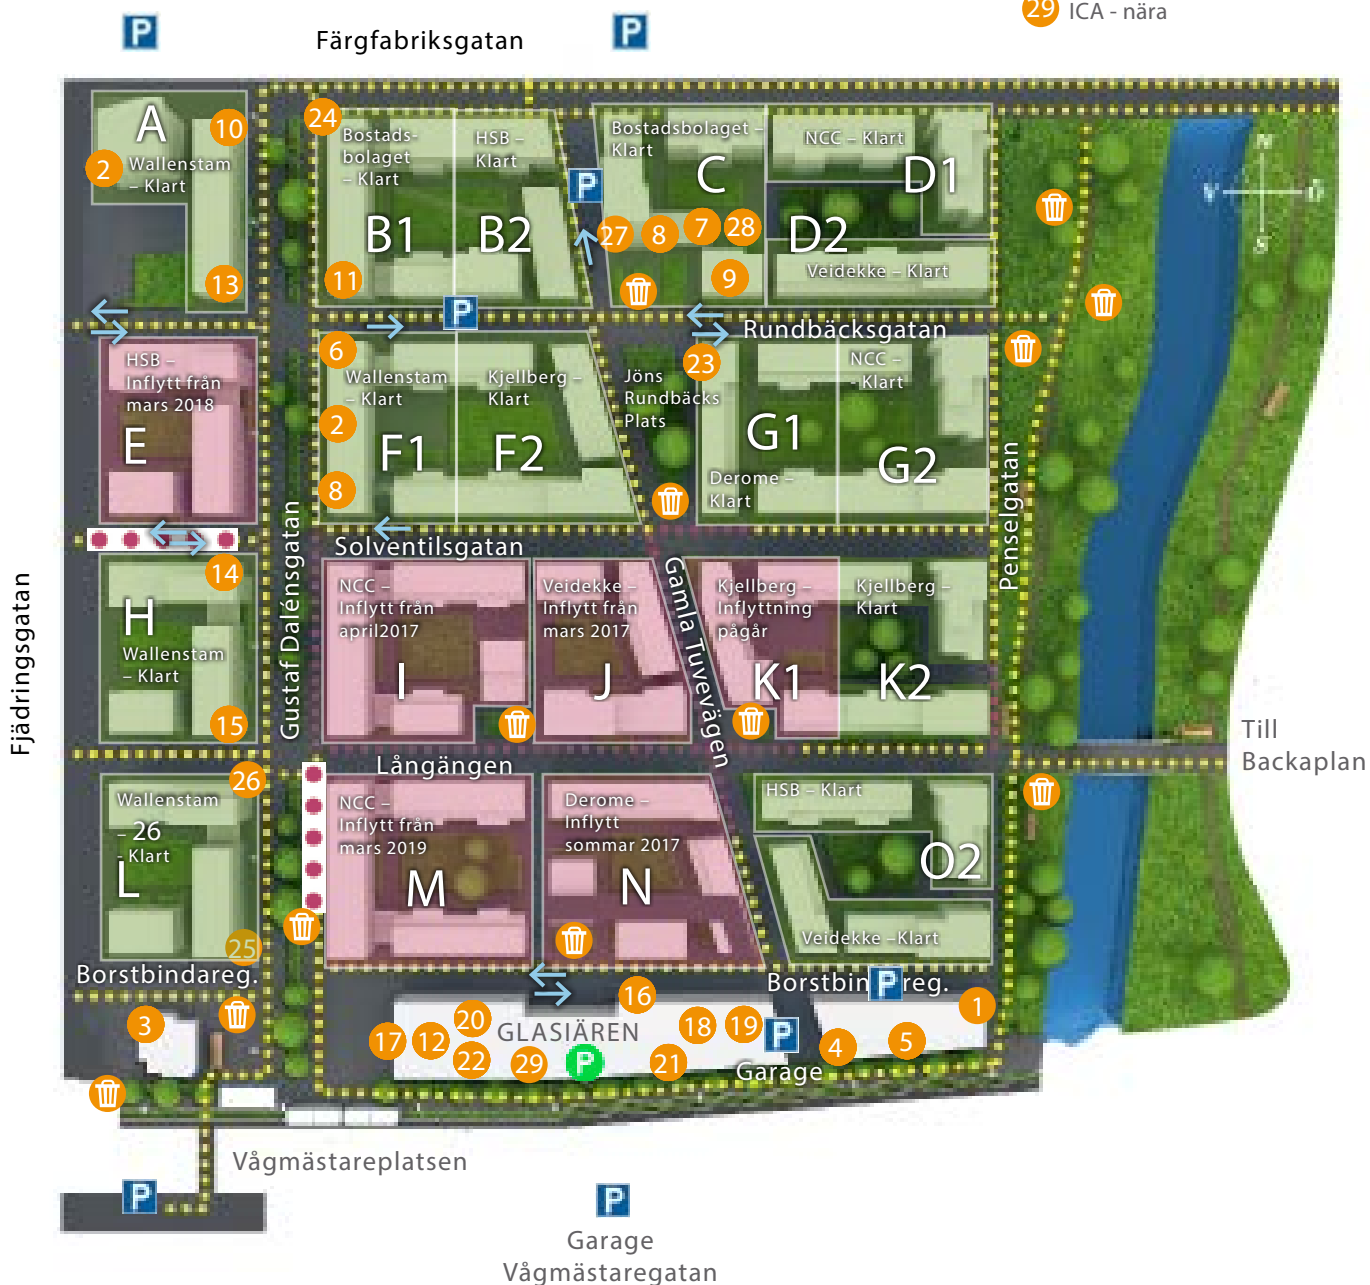 P
P
29 ICA - nära
Färgfabriksgatan
A
10
2
Wallenstam
– Klart
13
24
Bostads-
bolaget
– Klart
B1
11
HSB –
Klart
B2
P
Bostadsbolaget –
Klart
C
27
8
7
28
9
NCC – Klart
D1
D2
Veidekke – Klart
N
V
Ö
S
P
Rundbäcksgatan
HSB –
Inflytt från
mars 2018
E
6
Wallenstam
– Klart
2
F1
8
Kjellberg –
Klart
F2
Jöns
Rundbäcks
Plats
23
G1
Derome –
Klart
NCC –
Klart
G2
Penselgatan
Solventilsgatan
Fjädringsgatan
Gustaf Dalénsgatan
14
H
Wallenstam
– Klart
15
NCC –
Inflytt från
april2017
I
Veidekke –
Inflytt från
mars 2017
J
Gamla Tuvevägen
Kjellberg –
Inflyttning
pågår
K1
Kjellberg –
Klart
K2
Långängen
Till
Backaplan
26
Wallenstam
– 26
- Klart
L
25
NCC –
Inflytt från
mars 2019
M
Derome –
Inflytt
sommar 2017
N
HSB – Klart
O2
Veidekke –Klart
Borstbindareg.
P
3
16
1
20
GLASIÄREN
18
19
P
17
12
22
29
P
21
4
5
Garage
Vågmästareplatsen
P
P
Garage
Vågmästaregatan